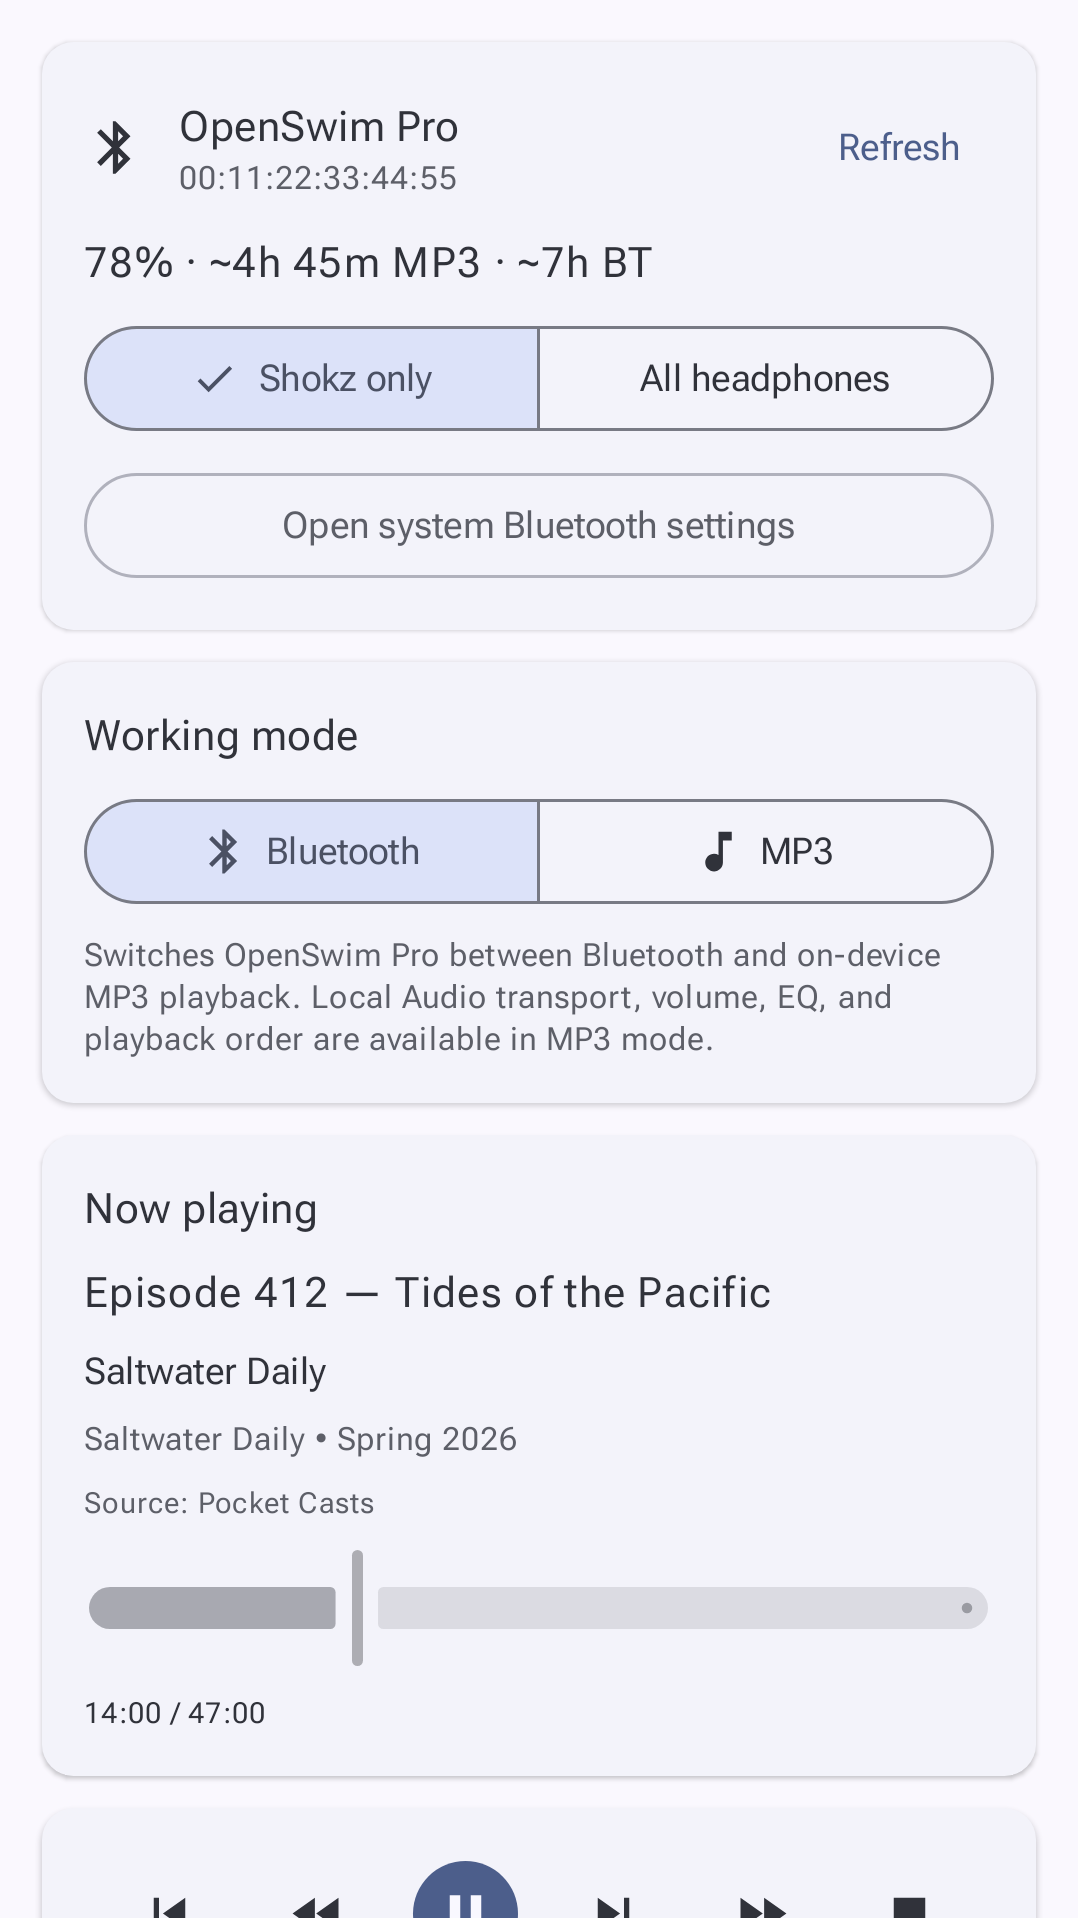 OpenSwim Pro
00:11:22:33:44:55
Refresh
78% · ~4h 45m MP3 · ~7h BT
Shokz only
All headphones
Open system Bluetooth settings
Working mode
Bluetooth
MP3
Switches OpenSwim Pro between Bluetooth and on-device
MP3 playback. Local Audio transport, volume, EQ, and
playback order are available in MP3 mode.
Now playing
Episode 412 — Tides of the Pacific
Saltwater Daily
Saltwater Daily • Spring 2026
Source: Pocket Casts
14:00 / 47:00